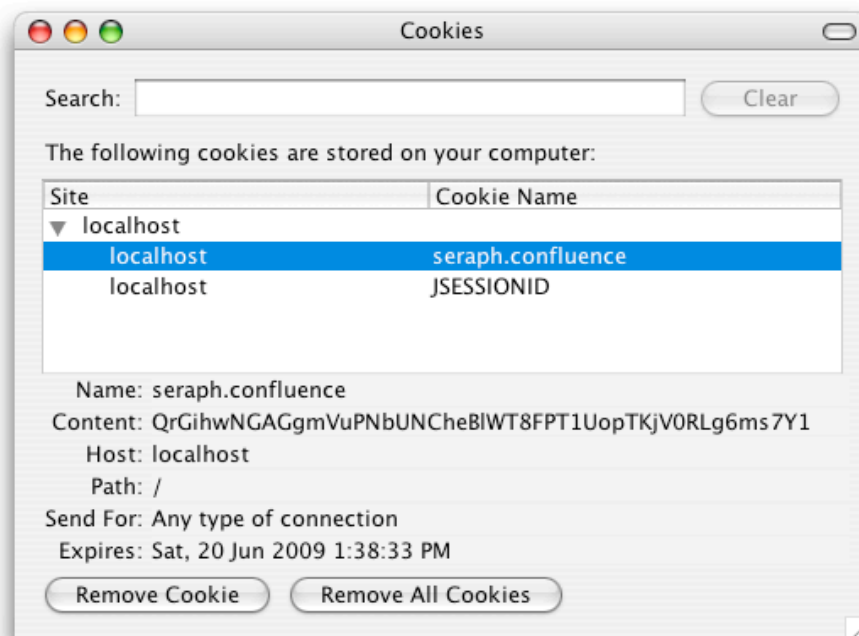 Cookies
Search: Clear
The following cookies are stored on your computer:
Site Cookie Name
localhost
localhost seraph.confluence
localhost JSESSIONID
Name: seraph.confluence
Content: QrGihwNGAGgmVuPNbUNCheBlWT8FPT1UopTKjV0RLg6ms7Y1
Host: localhost
Path: /
Send For: Any type of connection
Expires: Sat, 20 Jun 2009 1:38:33 PM
Remove Cookie Remove All Cookies